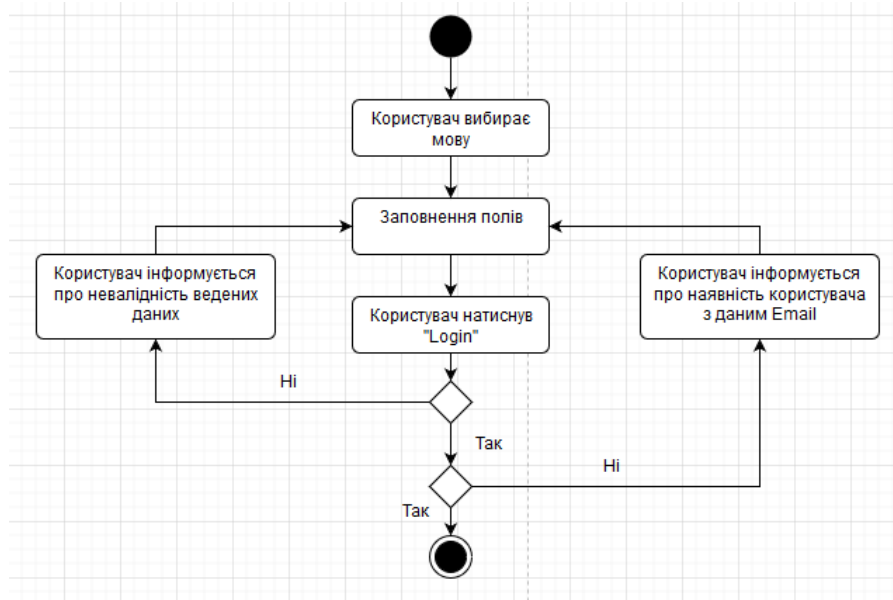 Користувач вибирає
мову
Заповнення полів
Користувач інформується
про невалідність ведених
даних
Користувач інформується
про наявність користувача
з даним Email
Користувач натиснув
"Login"
Ні
Так
Ні
Так